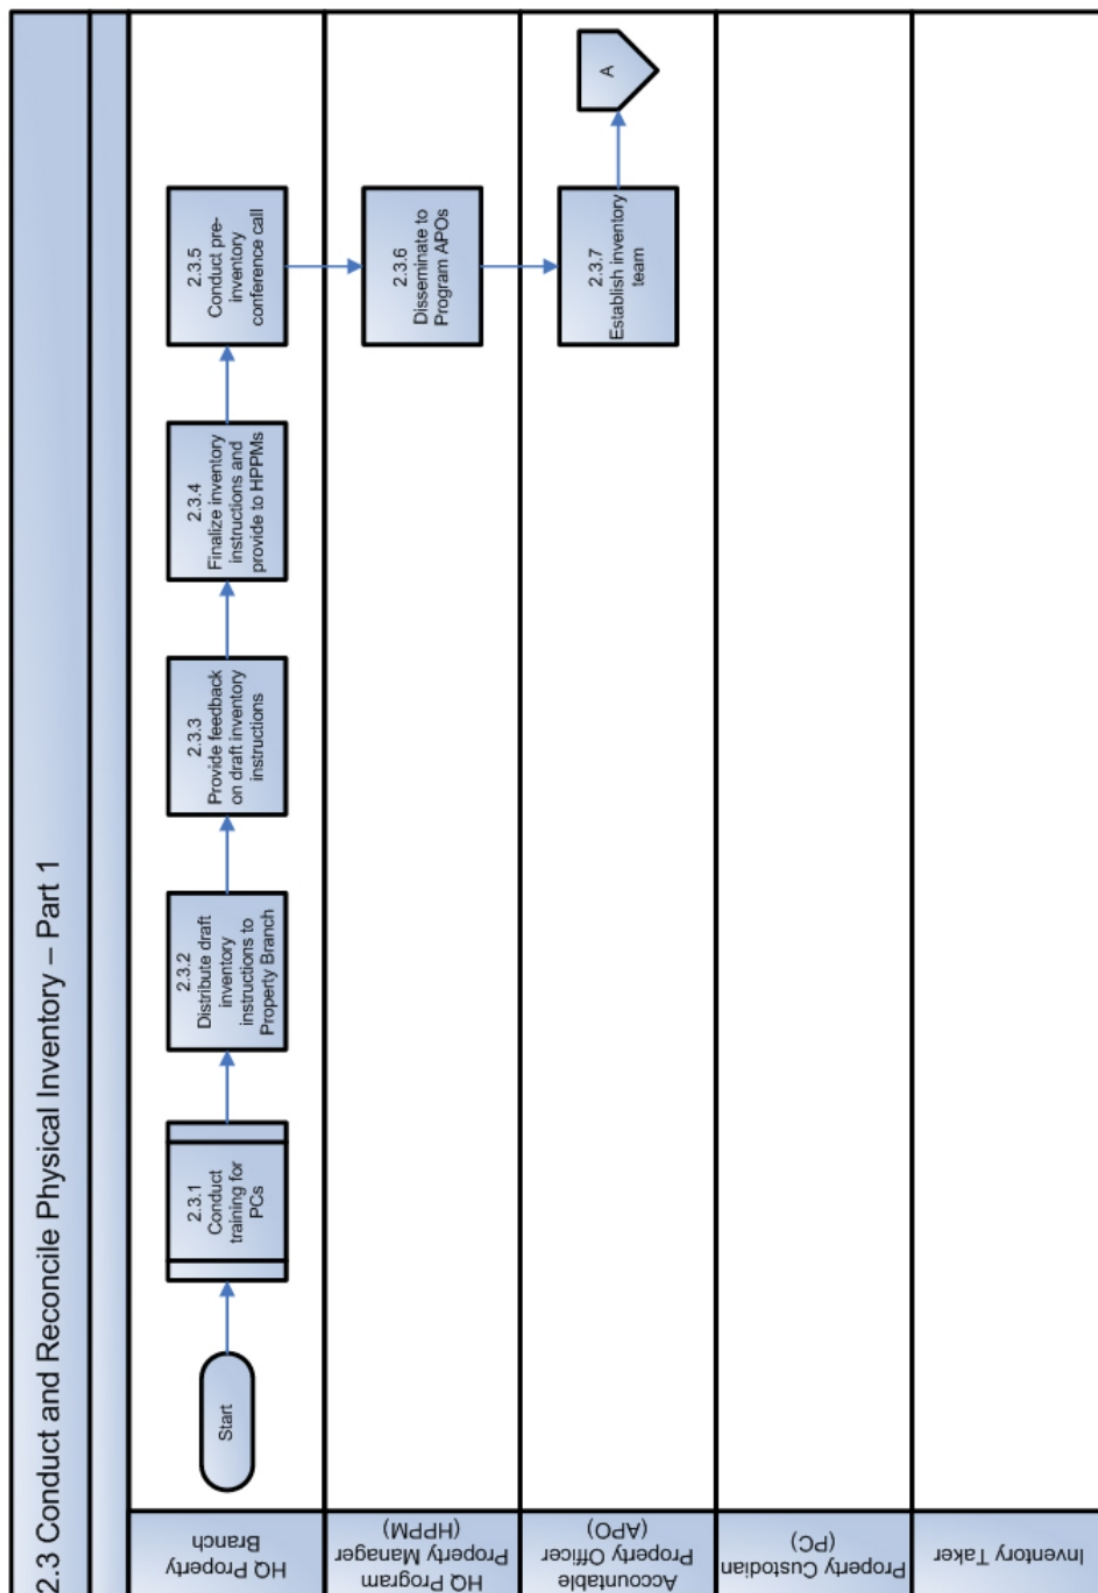 2.3 Conduct and Reconcile Physical Inventory – Part 1
HQ Property
Branch
Start
2.3.1
Conduct
training for
PCs
2.3.2
Distribute draft
inventory
instructions to
Property Branch
2.3.3
Provide feedback
on draft inventory
instructions
2.3.4
Finalize inventory
instructions and
provide to HPPMs
2.3.5
Conduct pre-
inventory
conference call
HQ Program
Property Manager
(HPPM)
2.3.6
Disseminate to
Program APOs
Accountable
Property Officer
(APO)
2.3.7
Establish inventory
team
A
Property Custodian
(PC)
Inventory Taker